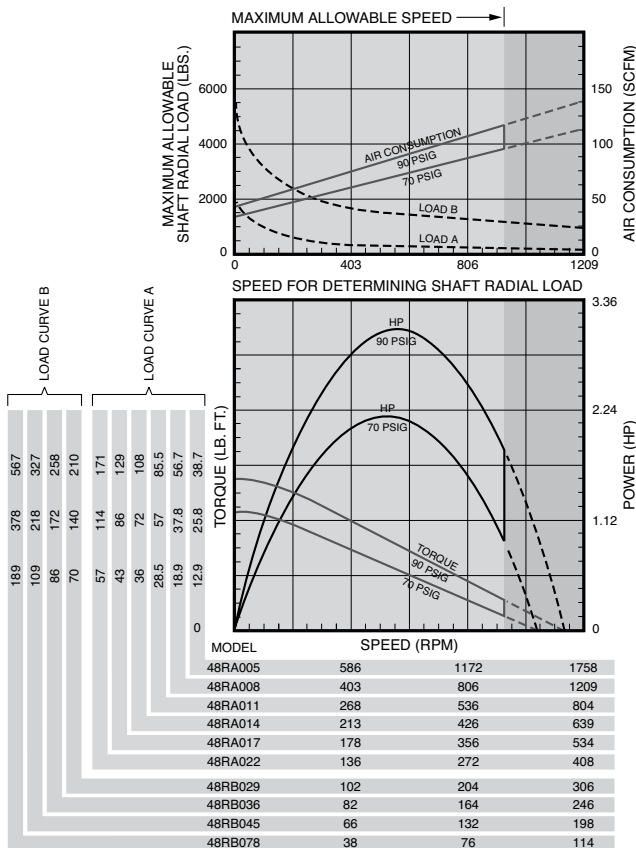 MAXIMUM ALLOWABLE SPEED
MAXIMUM ALLOWABLE
SHAFT RADIAL LOAD (LBS.)
6000
4000
2000
0
AIR CONSUMPTION
90 PSIG
70 PSIG
LOAD B
LOAD A
150
100
50
0
AIR CONSUMPTION (SCFM)
0 403 806 1209
SPEED FOR DETERMINING SHAFT RADIAL LOAD
LOAD CURVE B
LOAD CURVE A
567 327 258 210 171 129 108 85.5 56.7 38.7
378 218 172 140 114 86 72 57 37.8 25.8
189 109 86 70 57 43 36 28.5 18.9 12.9
0
TORQUE (LB. FT.)
HP
90 PSIG
HP
70 PSIG
TORQUE
90 PSIG
70 PSIG
3.36
2.24
1.12
0
POWER (HP)
MODEL SPEED (RPM)
48RA005 586 1172 1758
48RA008 403 806 1209
48RA011 268 536 804
48RA014 213 426 639
48RA017 178 356 534
48RA022 136 272 408
48RB029 102 204 306
48RB036 82 164 246
48RB045 66 132 198
48RB078 38 76 114